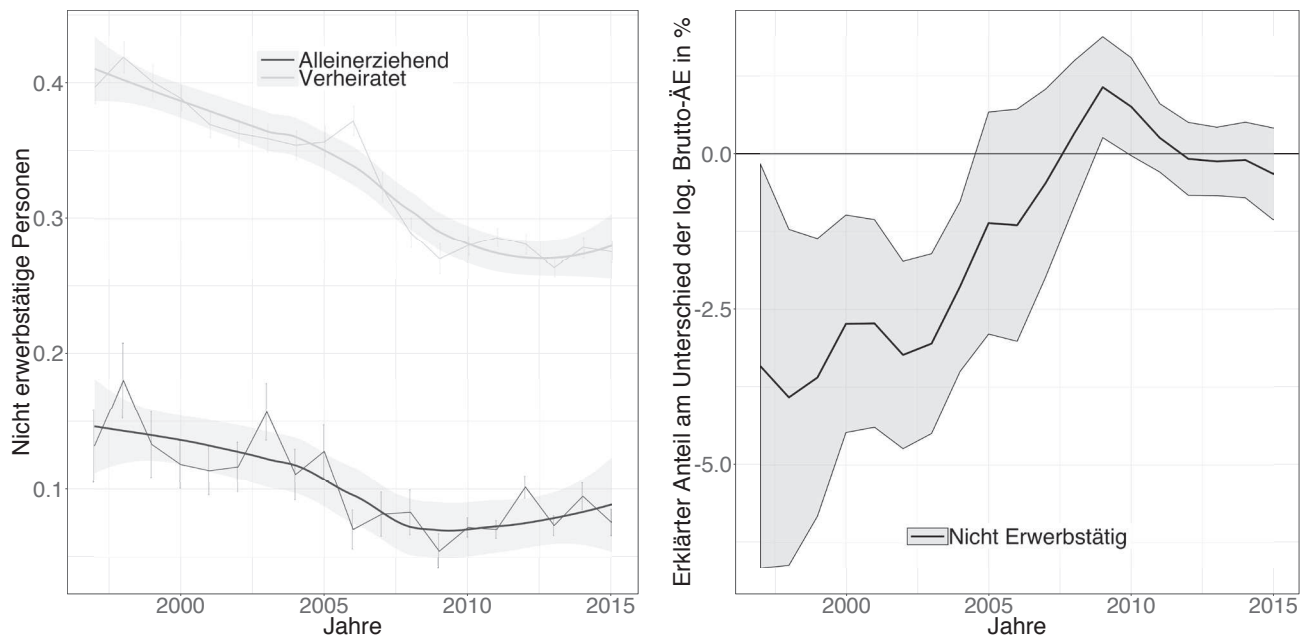 Nicht erwerbstätige Personen
0.4
0.3
0.2
0.1
Alleinerziehend
Verheiratet
2000
2005
2010
2015
Jahre
Erklärter Anteil am Unterschied der log. Brutto-ÄE in %
0.0
-2.5
-5.0
Nicht Erwerbstätig
2000
2005
2010
2015
Jahre